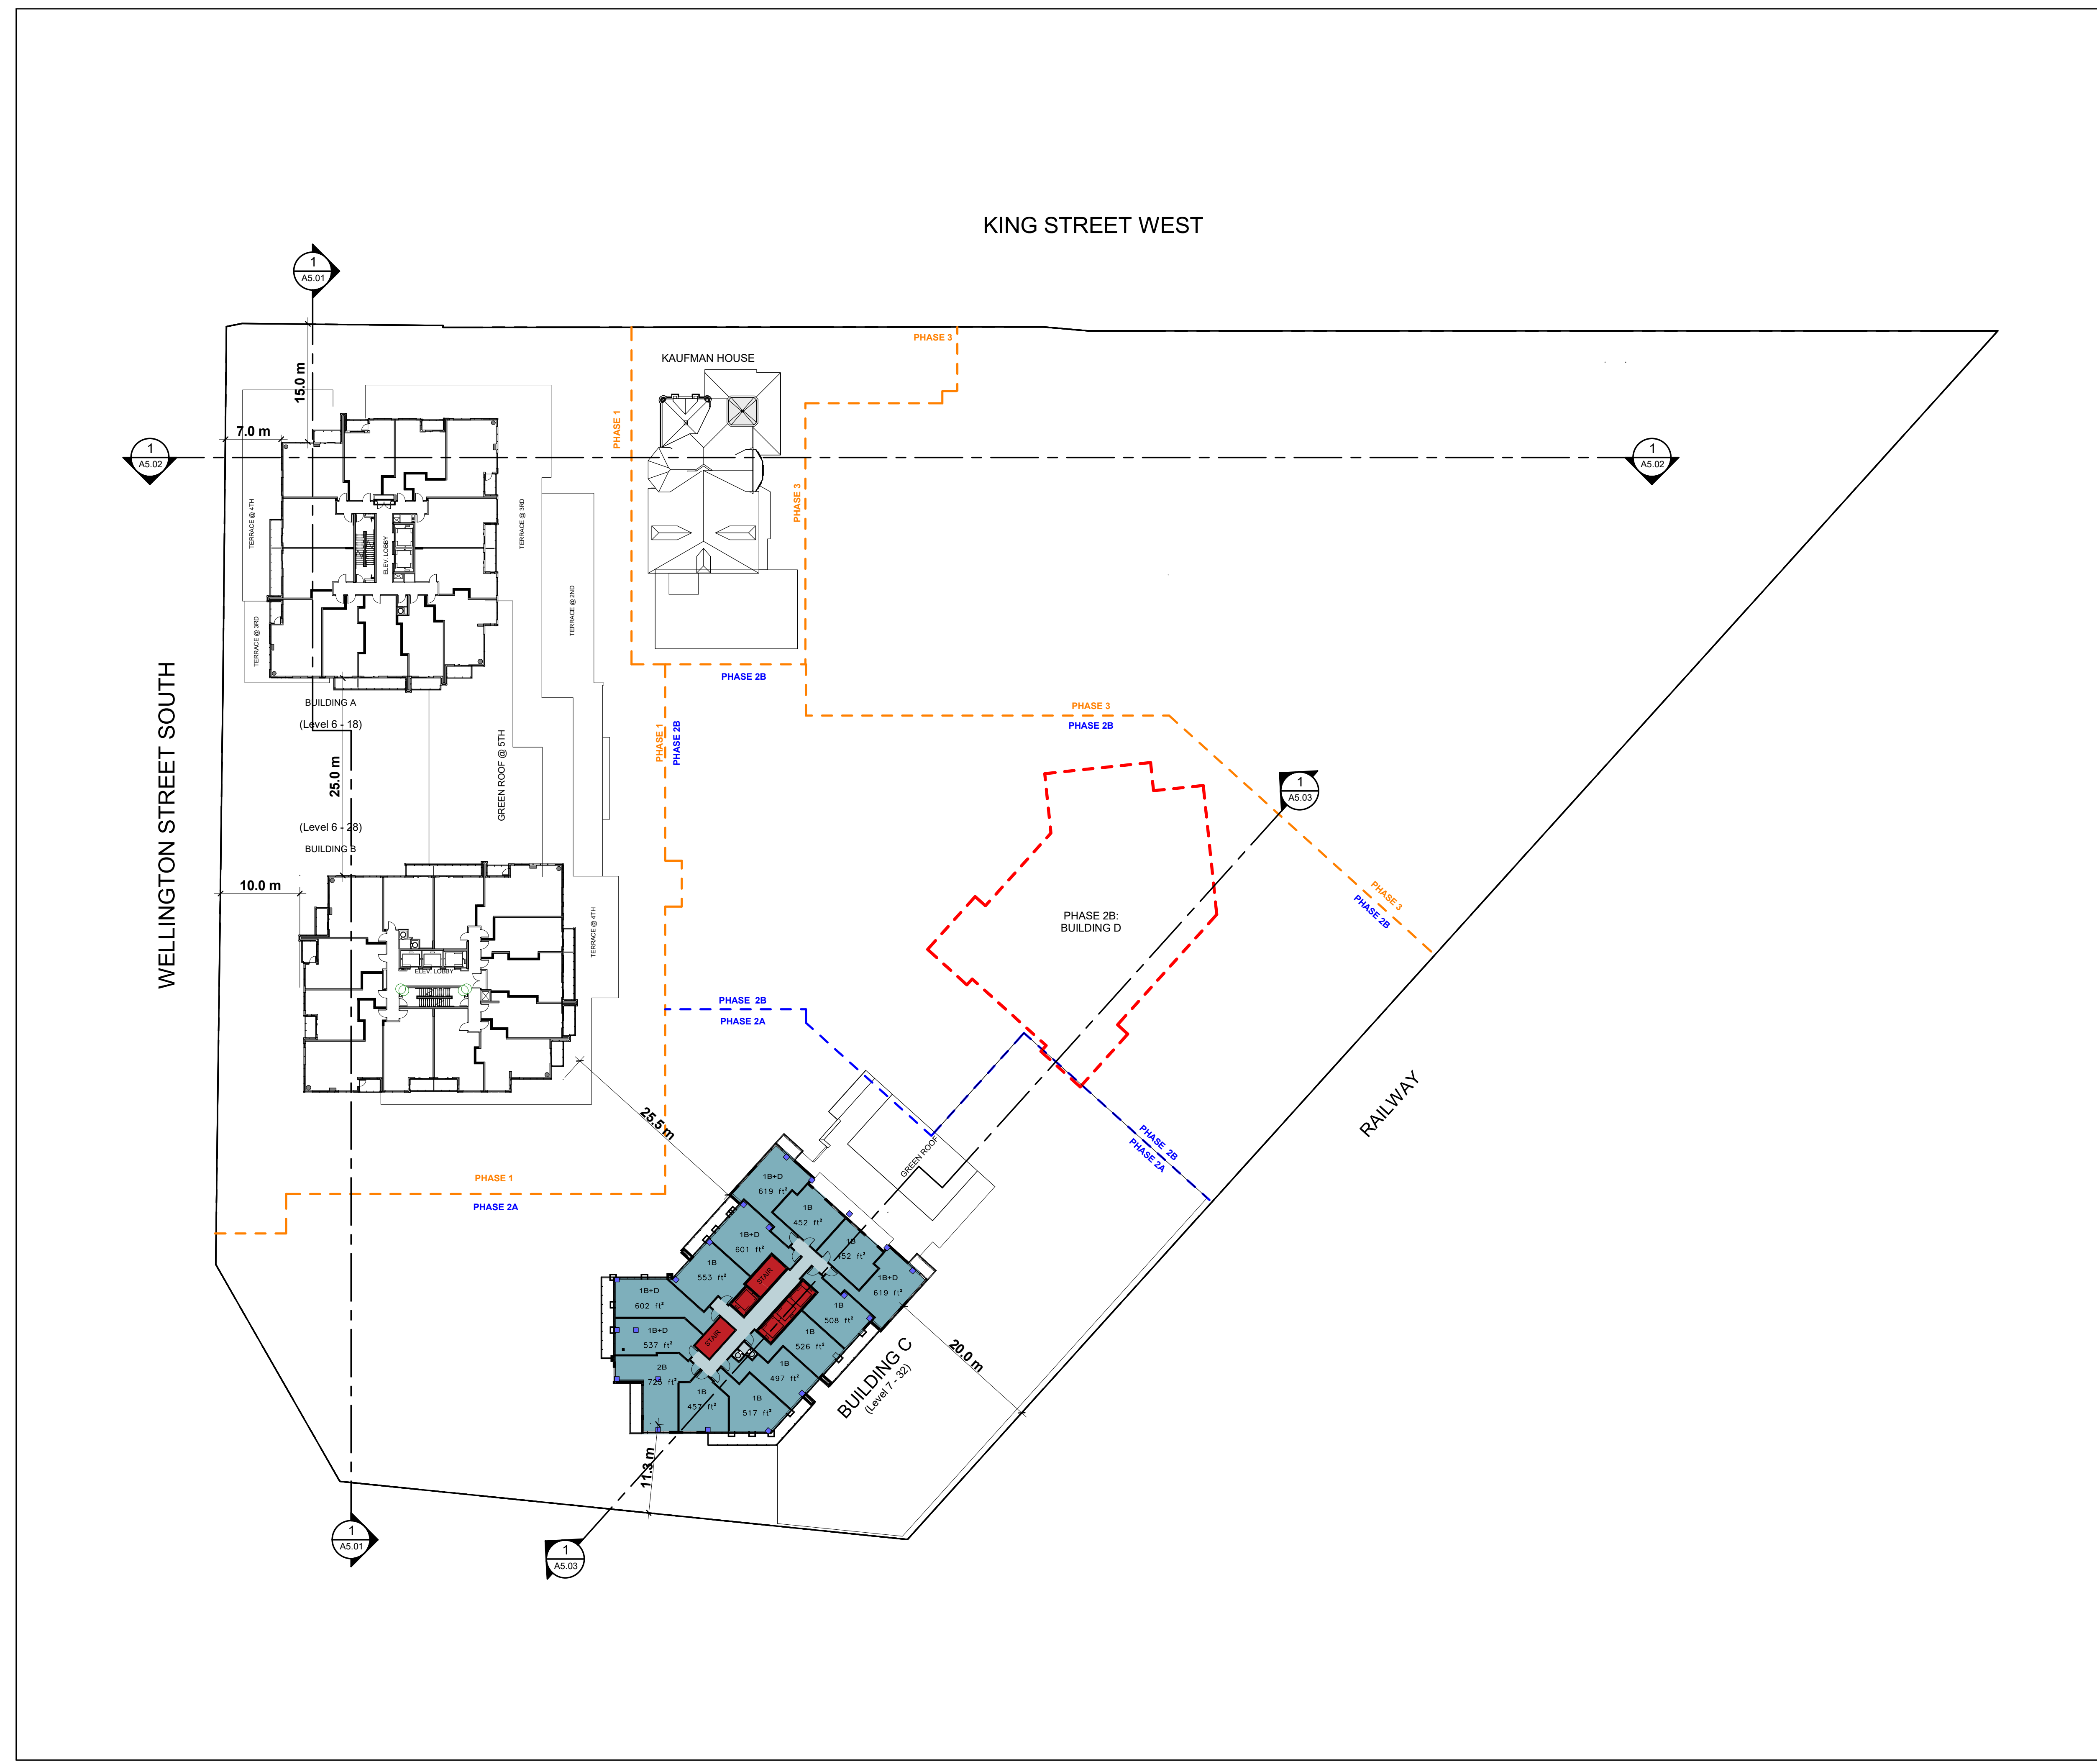 KING STREET WEST
1
A5.01
PHASE 3
KAUFMAN HOUSE
15.0 m
PHASE 1
7.0 m
1
A5.02
1
A5.02
TERRACE @ 4TH
TERRACE @ 3RD
PHASE 3
ELEV. LOBBY
TERRACE @ 2ND
TERRACE @ 3RD
PHASE 2B
WELLINGTON STREET SOUTH
BUILDING A
(Level 6 - 18)
PHASE 3
PHASE 2B
PHASE 1
PHASE 2B
25.0 m
GREEN ROOF @ 5TH
1
A5.03
(Level 6 - 28)
BUILDING B
10.0 m
PHASE 3
PHASE 2B
PHASE 2B:
BUILDING D
TERRACE @ 4TH
ELEV. LOBBY
PHASE 2B
PHASE 2A
RAILWAY
25.5 m
GREEN ROOF
PHASE 2B
PHASE 2A
PHASE 1
PHASE 2A
1B+D
619 ft²
1B
452 ft²
1B+D
601 ft²
1B
452 ft²
1B
553 ft²
STAIR
1B+D
619 ft²
1B+D
602 ft²
1B
508 ft²
1B+D
537 ft²
STAIR
1B
526 ft²
2B
725 ft²
1B
497 ft²
1B
457 ft²
1B
517 ft²
BUILDING C
(Level 7 - 32)
20.0 m
11.3 m
1
A5.01
1
A5.03